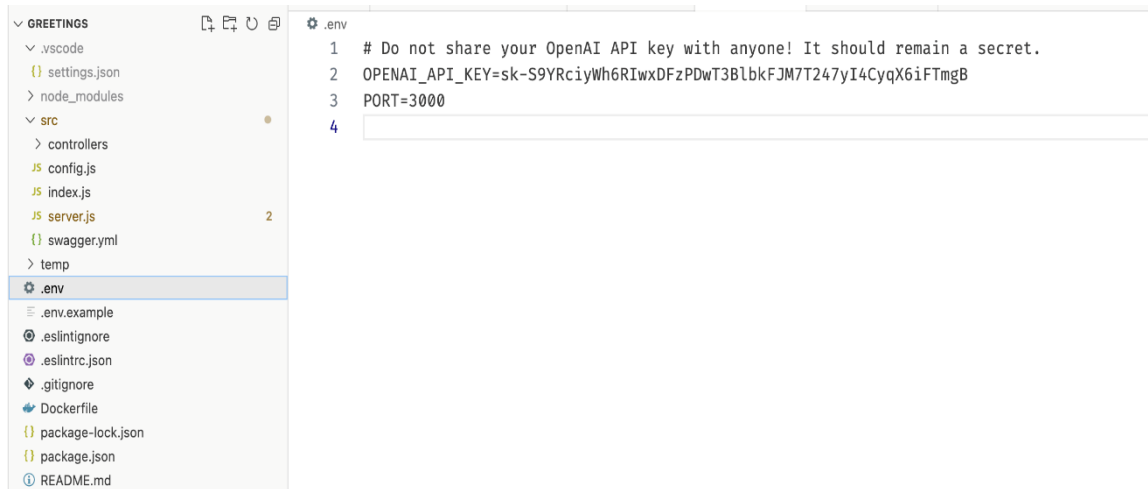 GREETINGS
.vscode
settings.json
node_modules
src
controllers
config.js
index.js
server.js 2
swagger.yml
temp
.env
.env.example
.eslintignore
.eslintrc.json
.gitignore
Dockerfile
package-lock.json
package.json
README.md
.env
1 # Do not share your OpenAI API key with anyone! It should remain a secret.
2 OPENAI_API_KEY=[redacted]
3 PORT=3000
4